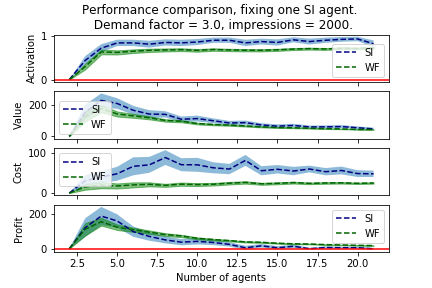 Performance comparison, fixing one SI agent.
Demand factor = 3.0, impressions = 2000.
Activation
1
0
SI
WF
Value
200
0
SI
WF
Cost
100
0
SI
WF
Profit
200
0
SI
WF
2.5 5.0 7.5 10.0 12.5 15.0 17.5 20.0
Number of agents